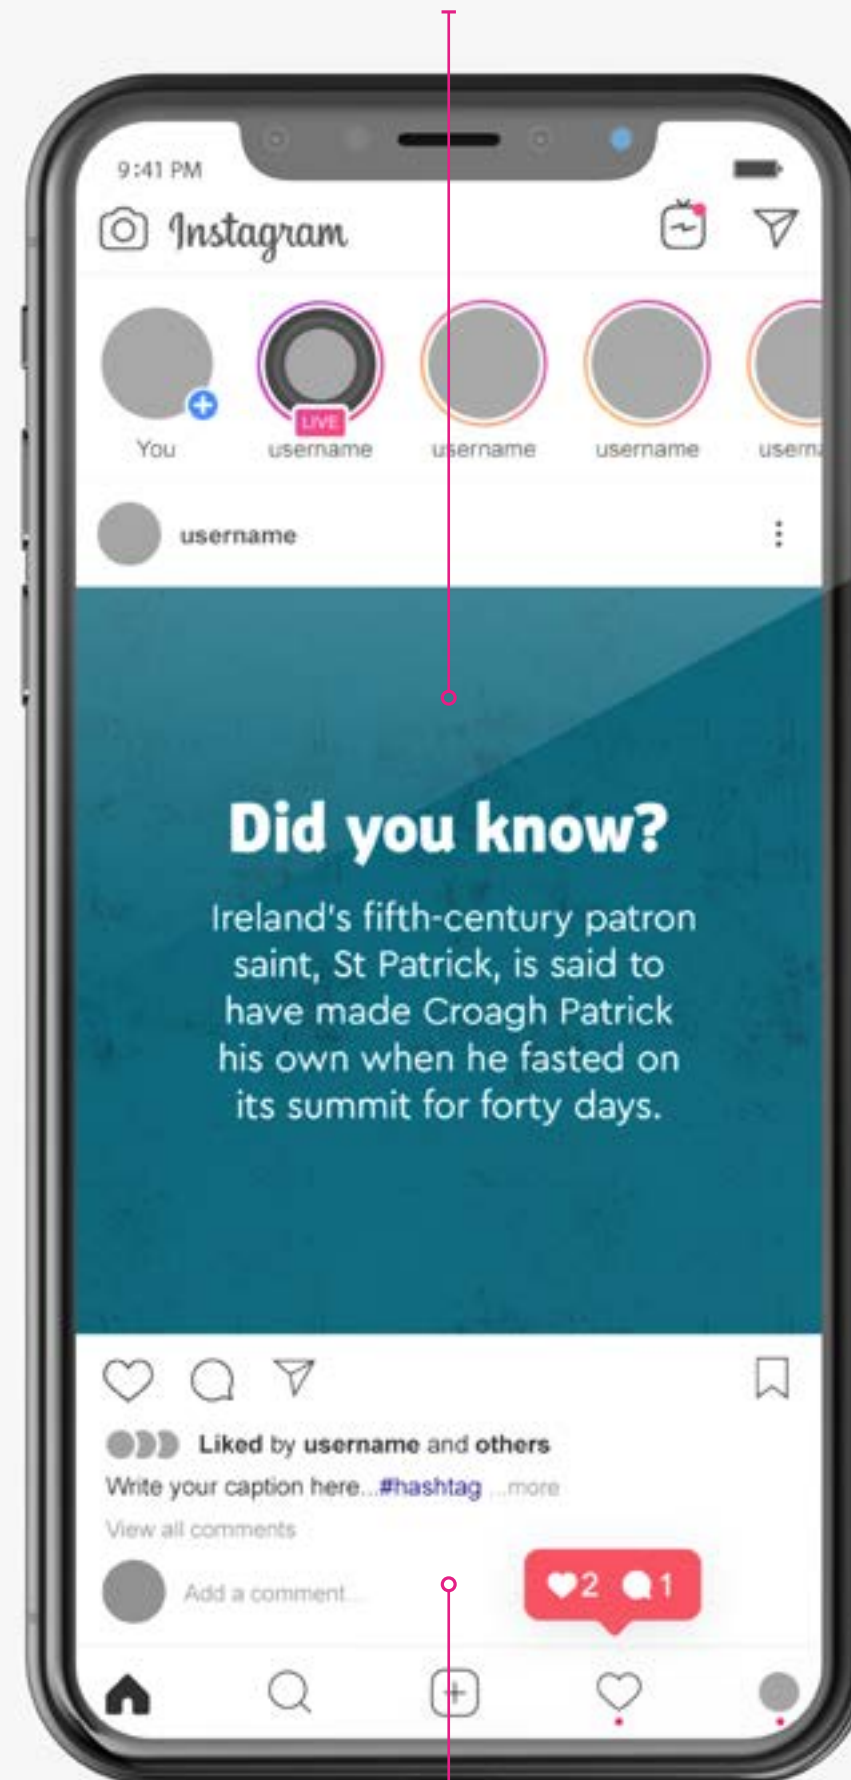 9:41 PM
Instagram
LIVE
You username username username userna
username
Did you know?
Ireland's fifth-century patron
saint, St Patrick, is said to
have made Croagh Patrick
his own when he fasted on
its summit for forty days.
Liked by username and others
Write your caption here...#hashtag ...more
View all comments
Add a comment...
2 1